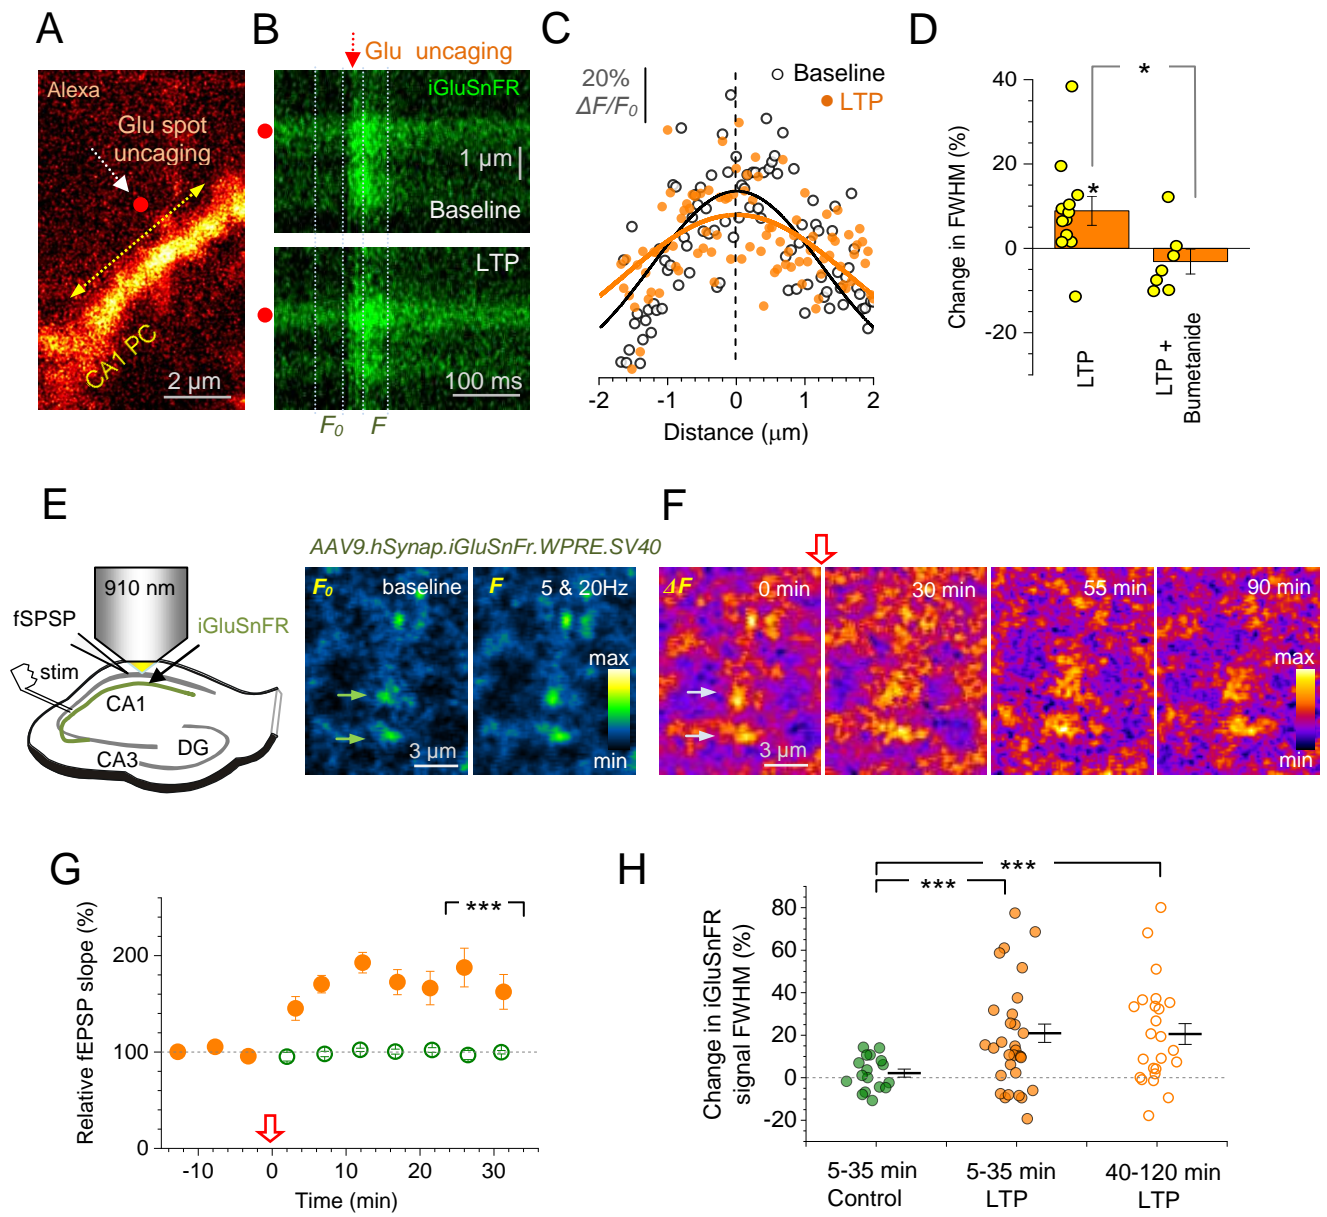 A
Alexa
Glu spot
uncaging
CA1 PC
2 µm
B
Glu uncaging
iGluSnFR
1 µm
Baseline
LTP
100 ms
F0
F
C
20%
ΔF/F0
Baseline
LTP
-2
-1
0
1
2
Distance (µm)
D
*
*
40
20
0
-20
Change in FWHM (%)
LTP
LTP +
Bumetanide
E
910 nm
fSPSP
iGluSnFR
stim
CA1
CA3
DG
AAV9.hSynap.iGluSnFr.WPRE.SV40
F0
baseline
3 µm
F
5 & 20Hz
max
min
F
ΔF
0 min
3 µm
30 min
55 min
90 min
max
min
G
***
200
100
0
Relative fEPSP slope (%)
-10
0
10
20
30
Time (min)
H
***
***
80
60
40
20
0
-20
Change in iGluSnFR
signal FWHM (%)
5-35 min
Control
5-35 min
LTP
40-120 min
LTP